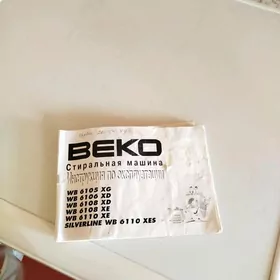 BEKO
Стиральная машина
Инструкция по эксплуатации
WB 6105 XG
WB 6106 XD
WB 6108 XD
WB 6108 XE
WB 6110 XE
SILVERLINE WB 6110 XES